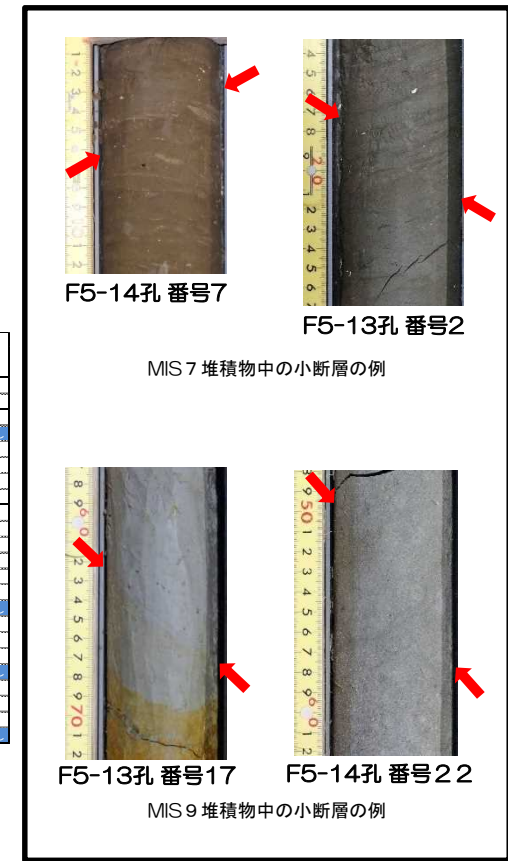 F5-14孔 番号7
F5-13孔 番号2
MIS7堆積物中の小断層の例
F5-13孔 番号17
F5-14孔 番号22
MIS9堆積物中の小断層の例